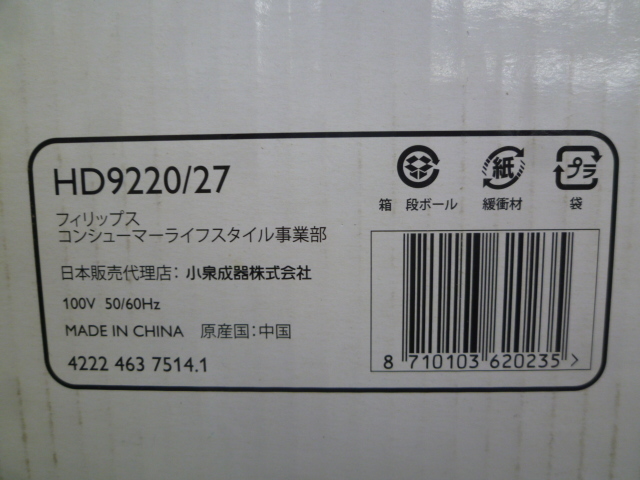 HD9220/27
フィリップス
コンシューマーライフスタイル事業部
日本販売代理店：小泉成器株式会社
100V 50/60Hz
MADE IN CHINA 原産国：中国
4222 463 7514.1
紙
プラ
箱 段ボール
緩衝材
袋
8 710103 620235 >